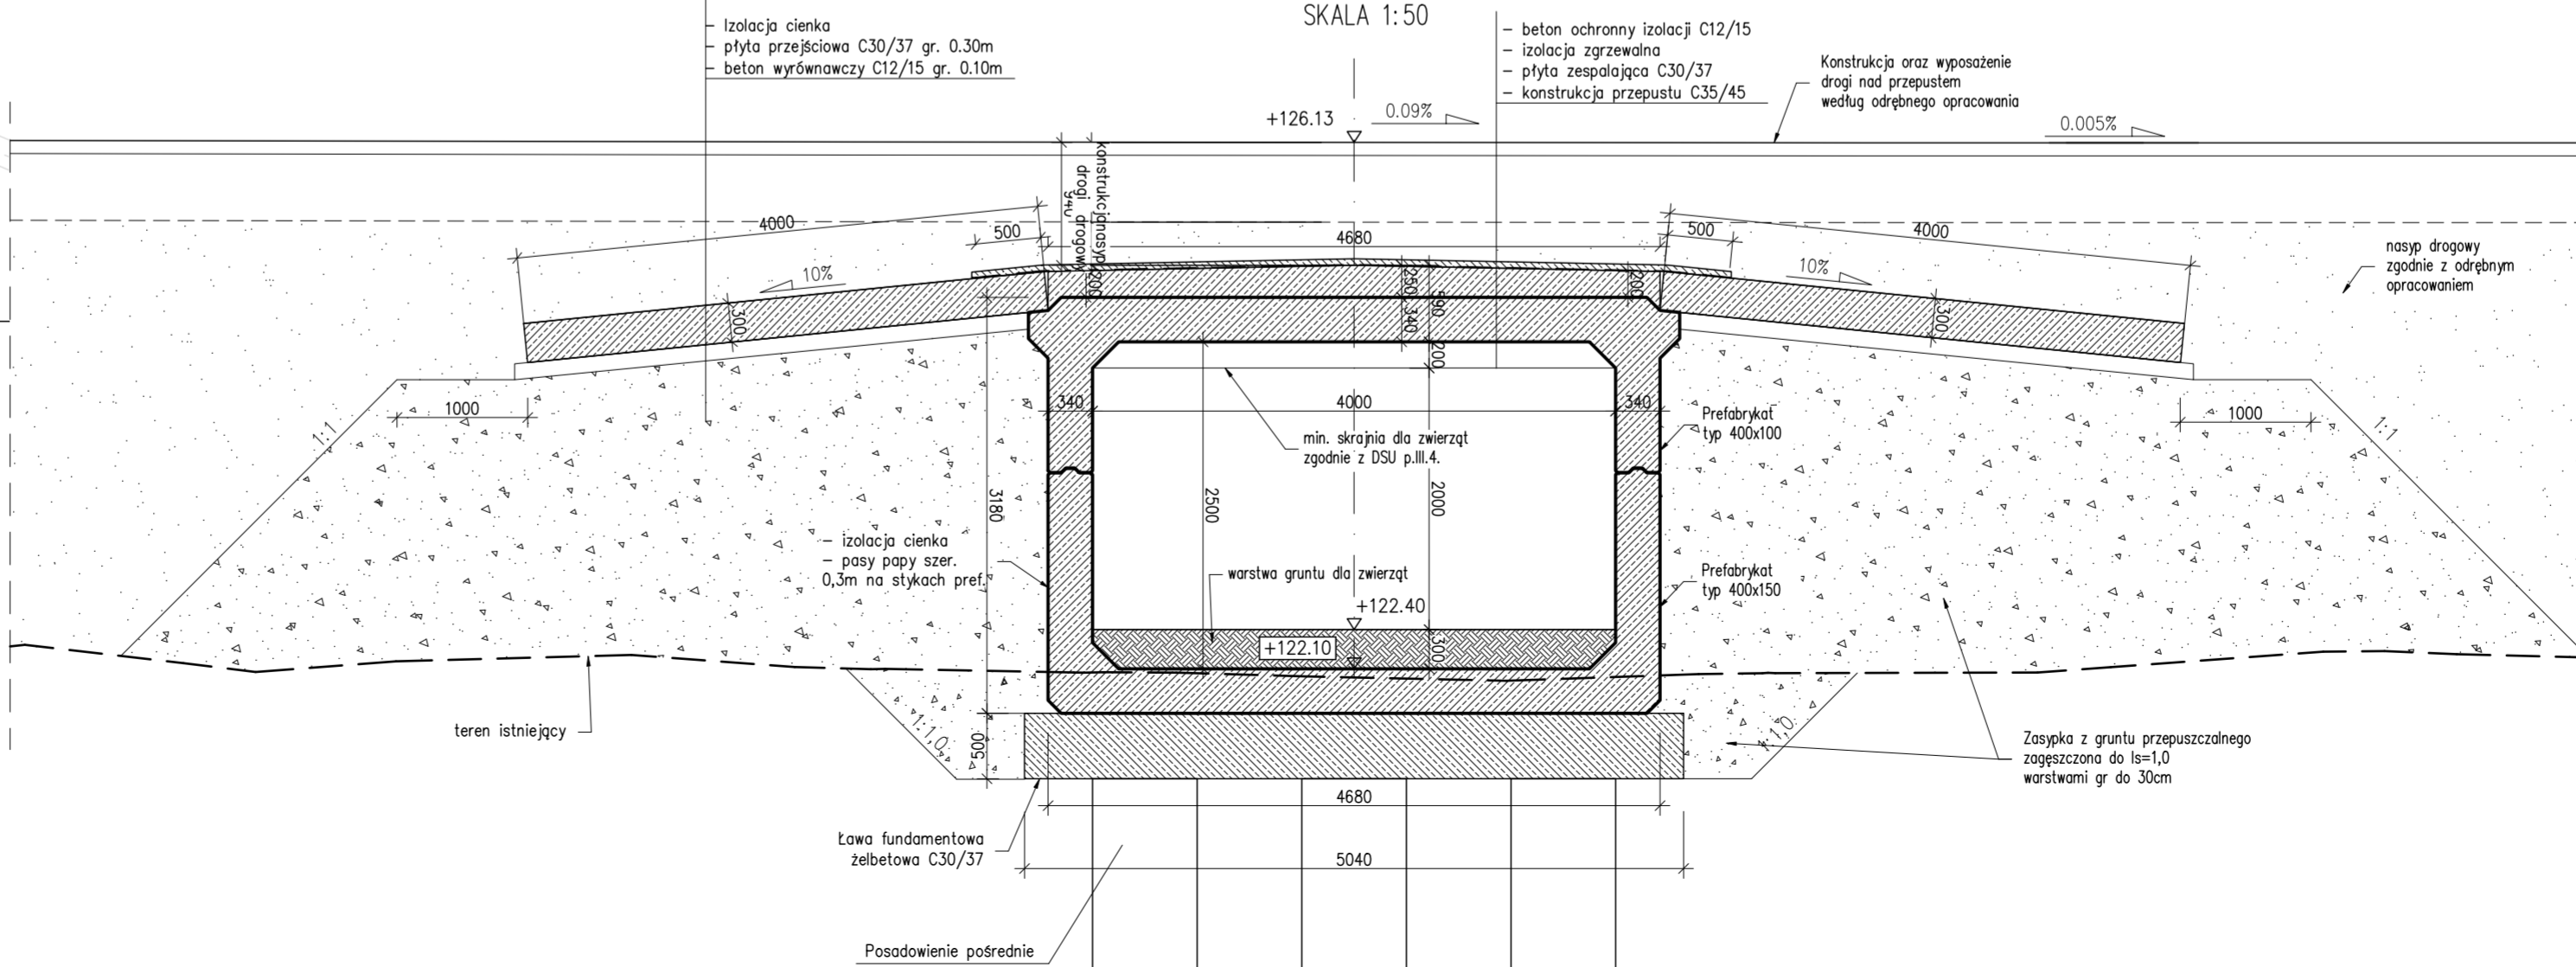 SKALA 1:50
- Izolacja cienka
- płyta przejściowa C30/37 gr. 0.30m
- beton wyrównawczy C12/15 gr. 0.10m
- beton ochronny izolacji C12/15
- izolacja zgrzewalna
- płyta zespalająca C30/37
- konstrukcja przepustu C35/45
Konstrukcja oraz wyposażenie
drogi nad przepustem
według odrębnego opracowania
+126.13
0.09%
0.005%
konstrukcja nasyp
drogi drogowy
940
4000
500
4680
500
4000
nasyp drogowy
zgodnie z odrębnym
opracowaniem
10%
10%
200
250
590
200
300
340
300
200
1000
340
4000
340
1000
1:1
1:1
Prefabrykat
typ 400x100
min. skrajnia dla zwierząt
zgodnie z DSU p.III.4.
3180
2500
2000
- izolacja cienka
- pasy papy szer.
0,3m na stykach pref.
warstwa gruntu dla zwierząt
Prefabrykat
typ 400x150
+122.40
+122.10
300
teren istniejący
1:1,0
500
1:1,0
Zasypka z gruntu przepuszczalnego
zagęszczona do Is=1,0
warstwami gr do 30cm
4680
Ława fundamentowa
żelbetowa C30/37
5040
Posadowienie pośrednie